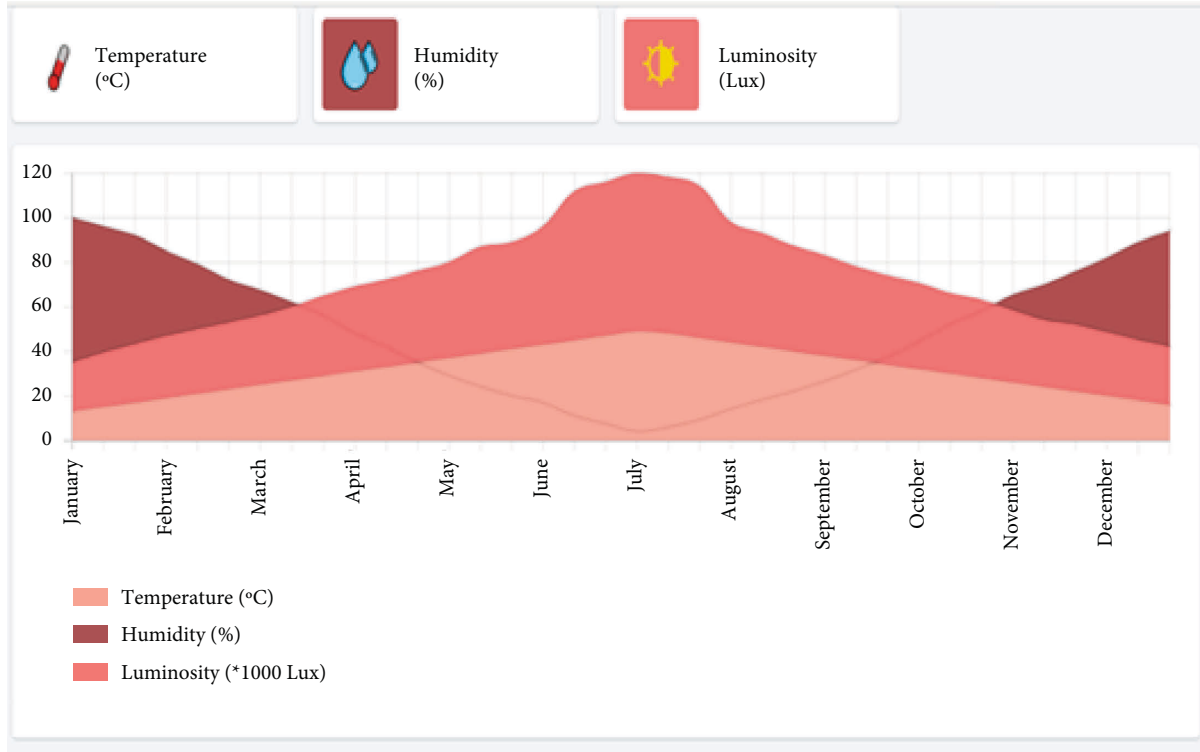 Temperature
(ºC)
Humidity
(%)
Luminosity
(Lux)
120
100
80
60
40
20
0
January
February
March
April
May
June
July
August
September
October
November
December
Temperature (ºC)
Humidity (%)
Luminosity (*1000 Lux)